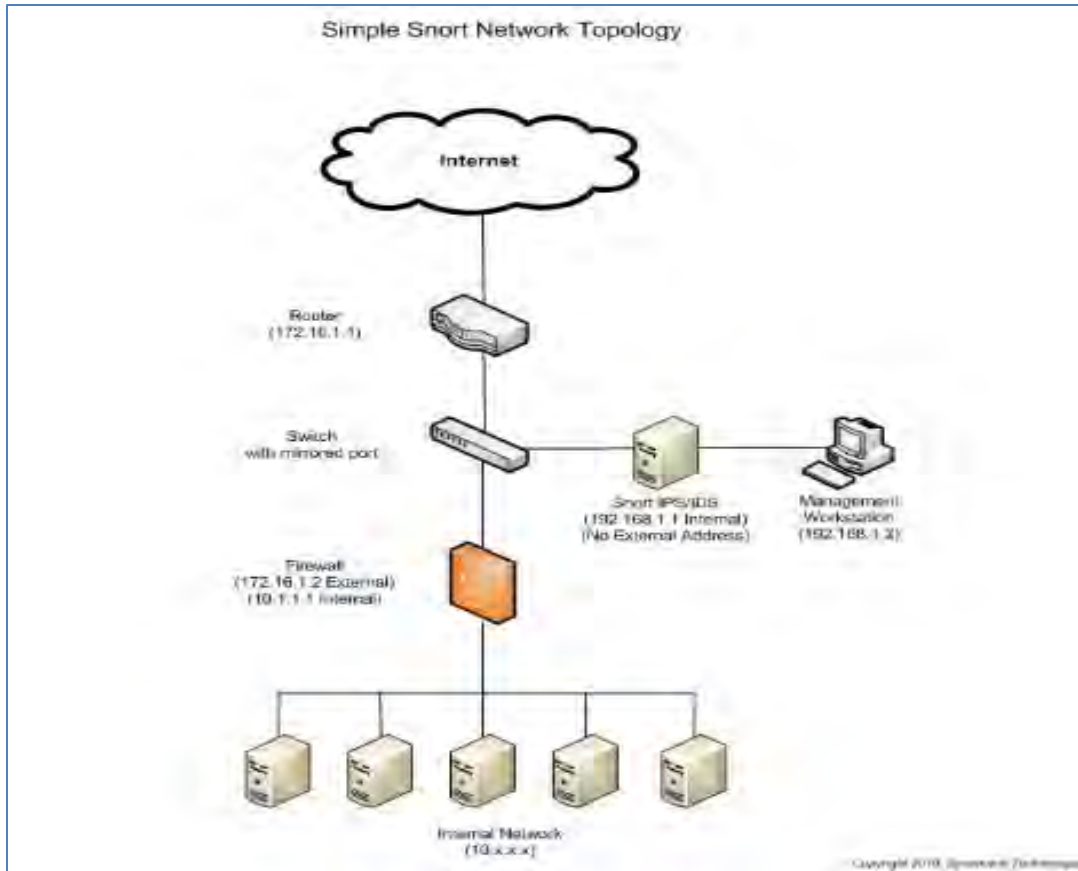 Simple Snort Network Topology
Internet
Router
(172.16.1.1)
Switch
with mirrored port
Snort IPS/IDS
(192.168.1.1 Internal)
(No External Address)
Management
Workstation
(192.168.1.2)
Firewall
(172.16.1.2 External)
(10.1.1.1 Internal)
Internal Network
(10.x.x.x)
Copyright 2010,